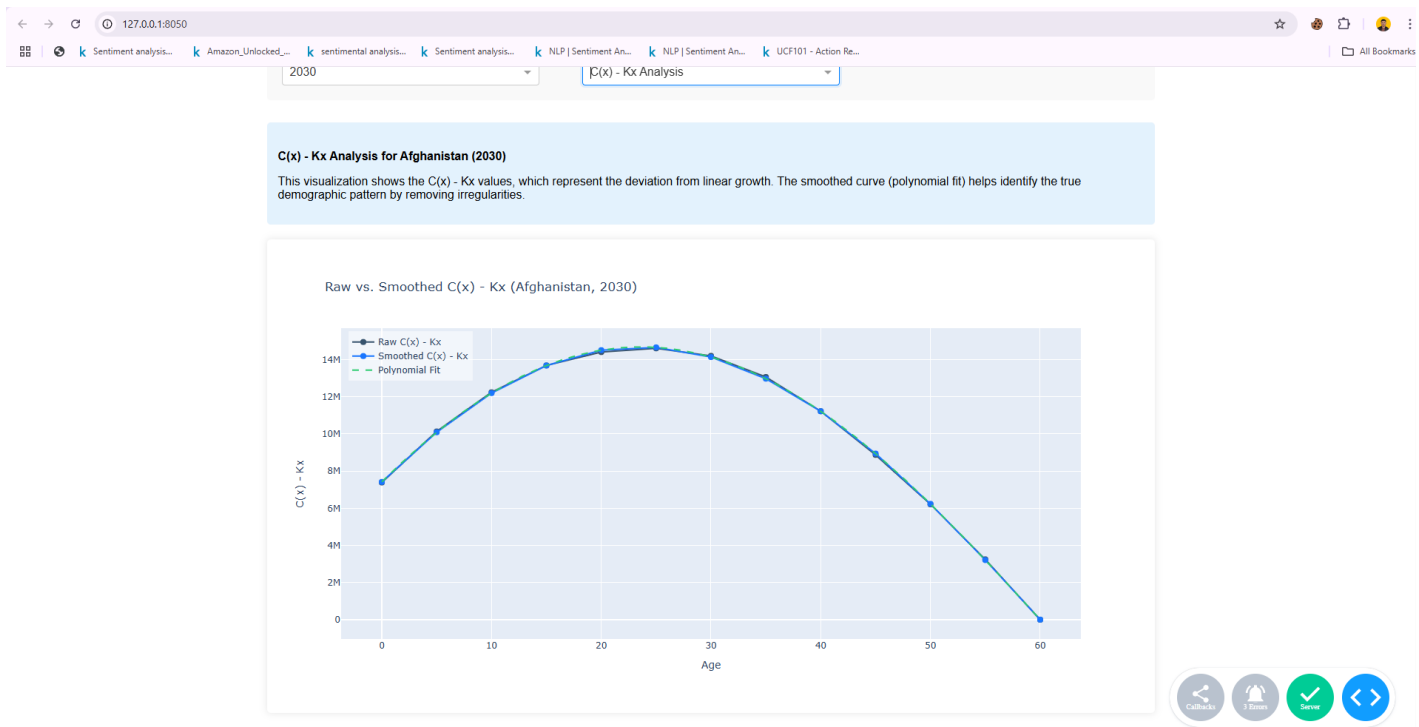 127.0.0.1:8050
Sentiment analysis...
Amazon_Unlocked_...
sentimental analysis...
Sentiment analysis...
NLP | Sentiment An...
NLP | Sentiment An...
UCF101 - Action Re...
All Bookmarks
2030
C(x) - Kx Analysis
C(x) - Kx Analysis for Afghanistan (2030)
This visualization shows the C(x) - Kx values, which represent the deviation from linear growth. The smoothed curve (polynomial fit) helps identify the true
demographic pattern by removing irregularities.
Raw vs. Smoothed C(x) - Kx (Afghanistan, 2030)
Raw C(x) - Kx
Smoothed C(x) - Kx
Polynomial Fit
14M
12M
10M
8M
6M
4M
2M
0
C(x) - Kx
0 10 20 30 40 50 60
Age
Callbacks
3 Errors
Server